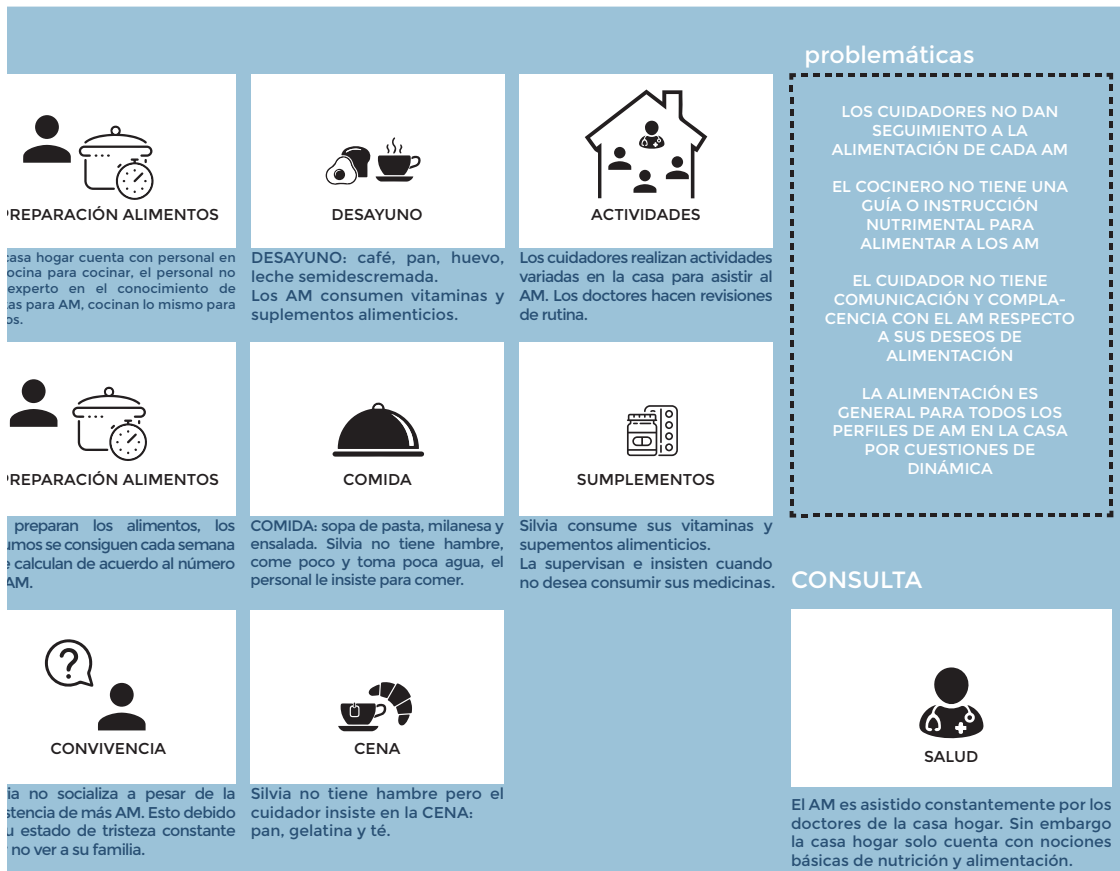 problemáticas
LOS CUIDADORES NO DAN
SEGUIMIENTO A LA
ALIMENTACIÓN DE CADA AM
EL COCINERO NO TIENE UNA
GUÍA O INSTRUCCIÓN
NUTRIMENTAL PARA
ALIMENTAR A LOS AM
EL CUIDADOR NO TIENE
COMUNICACIÓN Y COMPLA-
CENCIA CON EL AM RESPECTO
A SUS DESEOS DE
ALIMENTACIÓN
LA ALIMENTACIÓN ES
GENERAL PARA TODOS LOS
PERFILES DE AM EN LA CASA
POR CUESTIONES DE
DINÁMICA
REPARACIÓN ALIMENTOS
casa hogar cuenta con personal en
ocina para cocinar, el personal no
experto en el conocimiento de
as para AM, cocinan lo mismo para
os.
DESAYUNO
DESAYUNO: café, pan, huevo,
leche semidescremada.
Los AM consumen vitaminas y
suplementos alimenticios.
ACTIVIDADES
Los cuidadores realizan actividades
variadas en la casa para asistir al
AM. Los doctores hacen revisiones
de rutina.
REPARACIÓN ALIMENTOS
preparan los alimentos, los
umos se consiguen cada semana
e calculan de acuerdo al número
AM.
COMIDA
COMIDA: sopa de pasta, milanesa y
ensalada. Silvia no tiene hambre,
come poco y toma poca agua, el
personal le insiste para comer.
SUMPLEMENTOS
Silvia consume sus vitaminas y
supementos alimenticios.
La supervisan e insisten cuando
no desea consumir sus medicinas.
CONVIVENCIA
ia no socializa a pesar de la
stencia de más AM. Esto debido
u estado de tristeza constante
no ver a su familia.
CENA
Silvia no tiene hambre pero el
cuidador insiste en la CENA:
pan, gelatina y té.
CONSULTA
SALUD
El AM es asistido constantemente por los
doctores de la casa hogar. Sin embargo
la casa hogar solo cuenta con nociones
básicas de nutrición y alimentación.